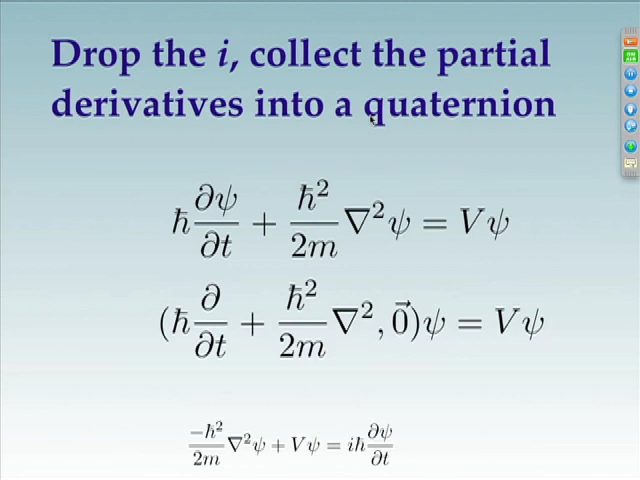 Drop the i, collect the partial
derivatives into a quaternion
ℏ ∂ψ/∂t + ℏ²/2m ∇²ψ = Vψ
(ℏ ∂/∂t + ℏ²/2m ∇², 0⃗)ψ = Vψ
−ℏ²/2m ∇²ψ + Vψ = iℏ ∂ψ/∂t